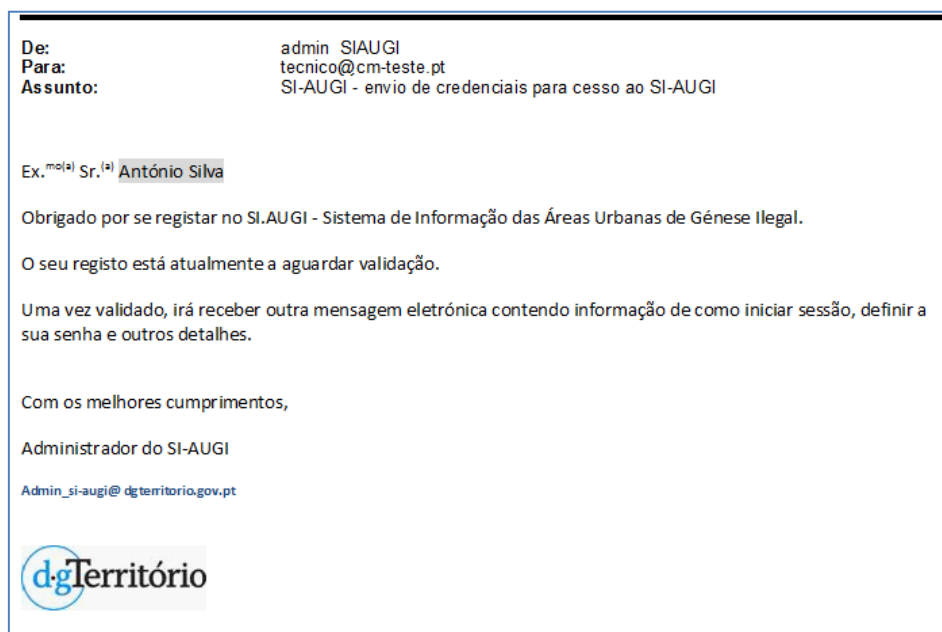 De: admin SIAUGI
Para: tecnico@cm-teste.pt
Assunto: SI-AUGI - envio de credenciais para cesso ao SI-AUGI
Ex.mo(a) Sr.(a) António Silva
Obrigado por se registar no SI.AUGI - Sistema de Informação das Áreas Urbanas de Génese Ilegal.
O seu registo está atualmente a aguardar validação.
Uma vez validado, irá receber outra mensagem eletrónica contendo informação de como iniciar sessão, definir a
sua senha e outros detalhes.
Com os melhores cumprimentos,
Administrador do SI-AUGI
Admin_si-augi@ dgterritorio.gov.pt
d·gTerritório